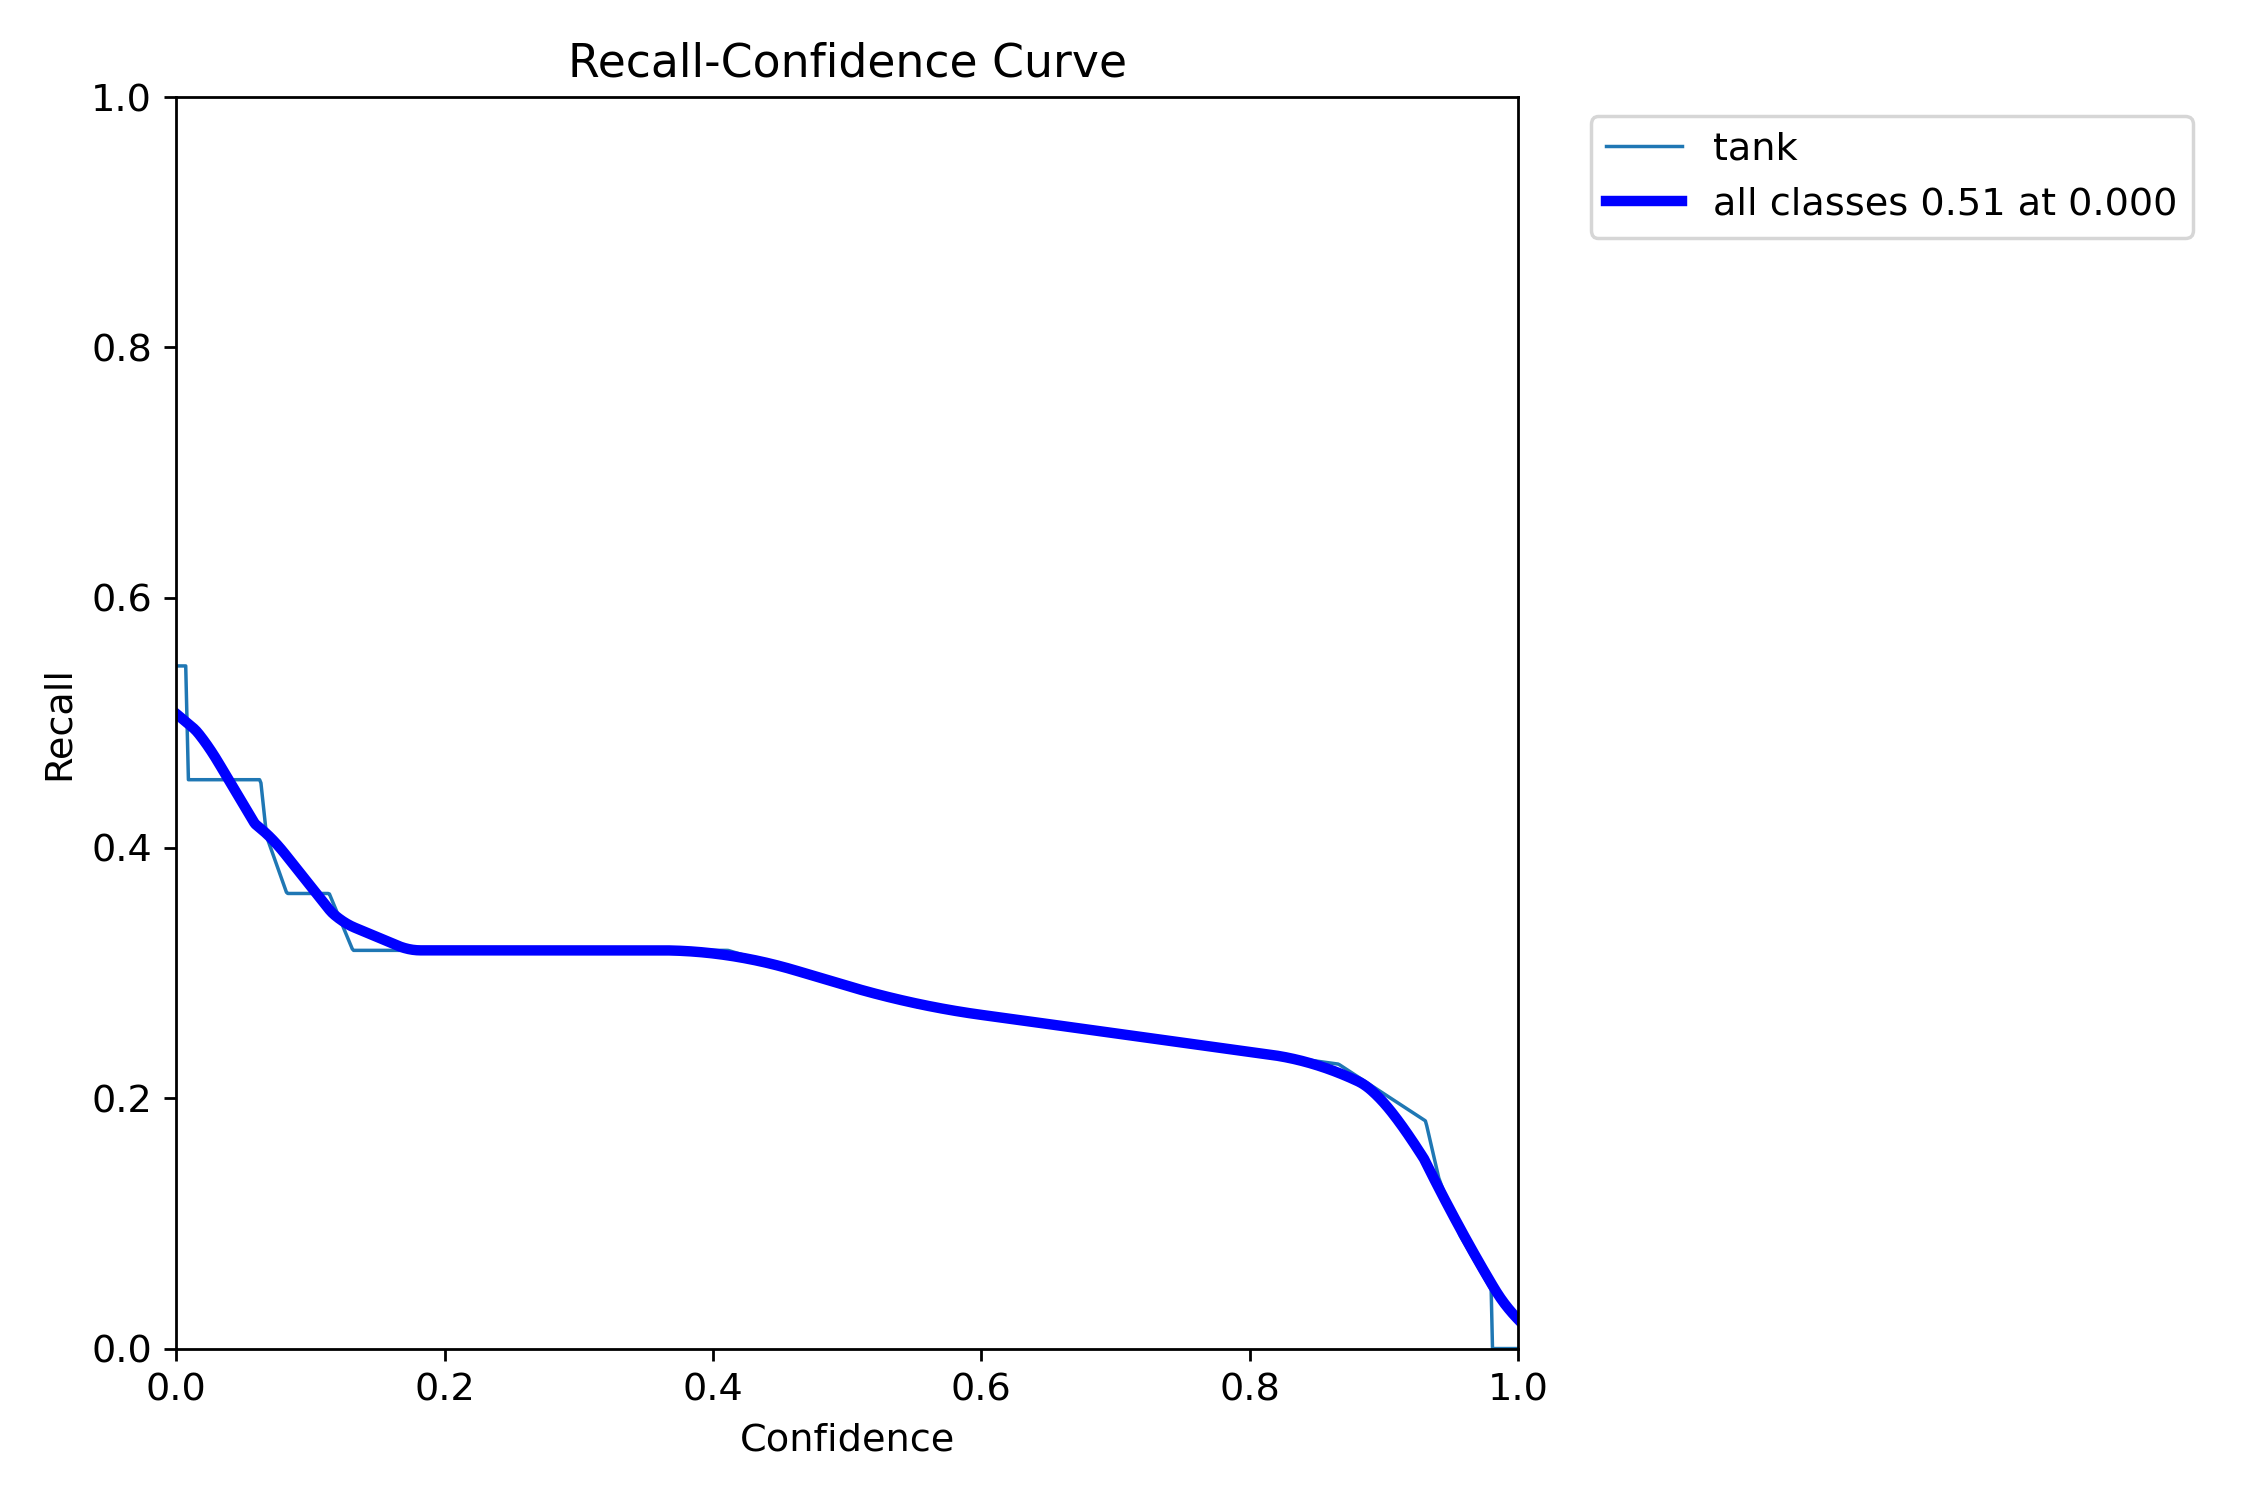 Recall-Confidence Curve
tank
all classes 0.51 at 0.000
1.0
0.8
0.6
0.4
0.2
0.0
Recall
0.0 0.2 0.4 0.6 0.8 1.0
Confidence